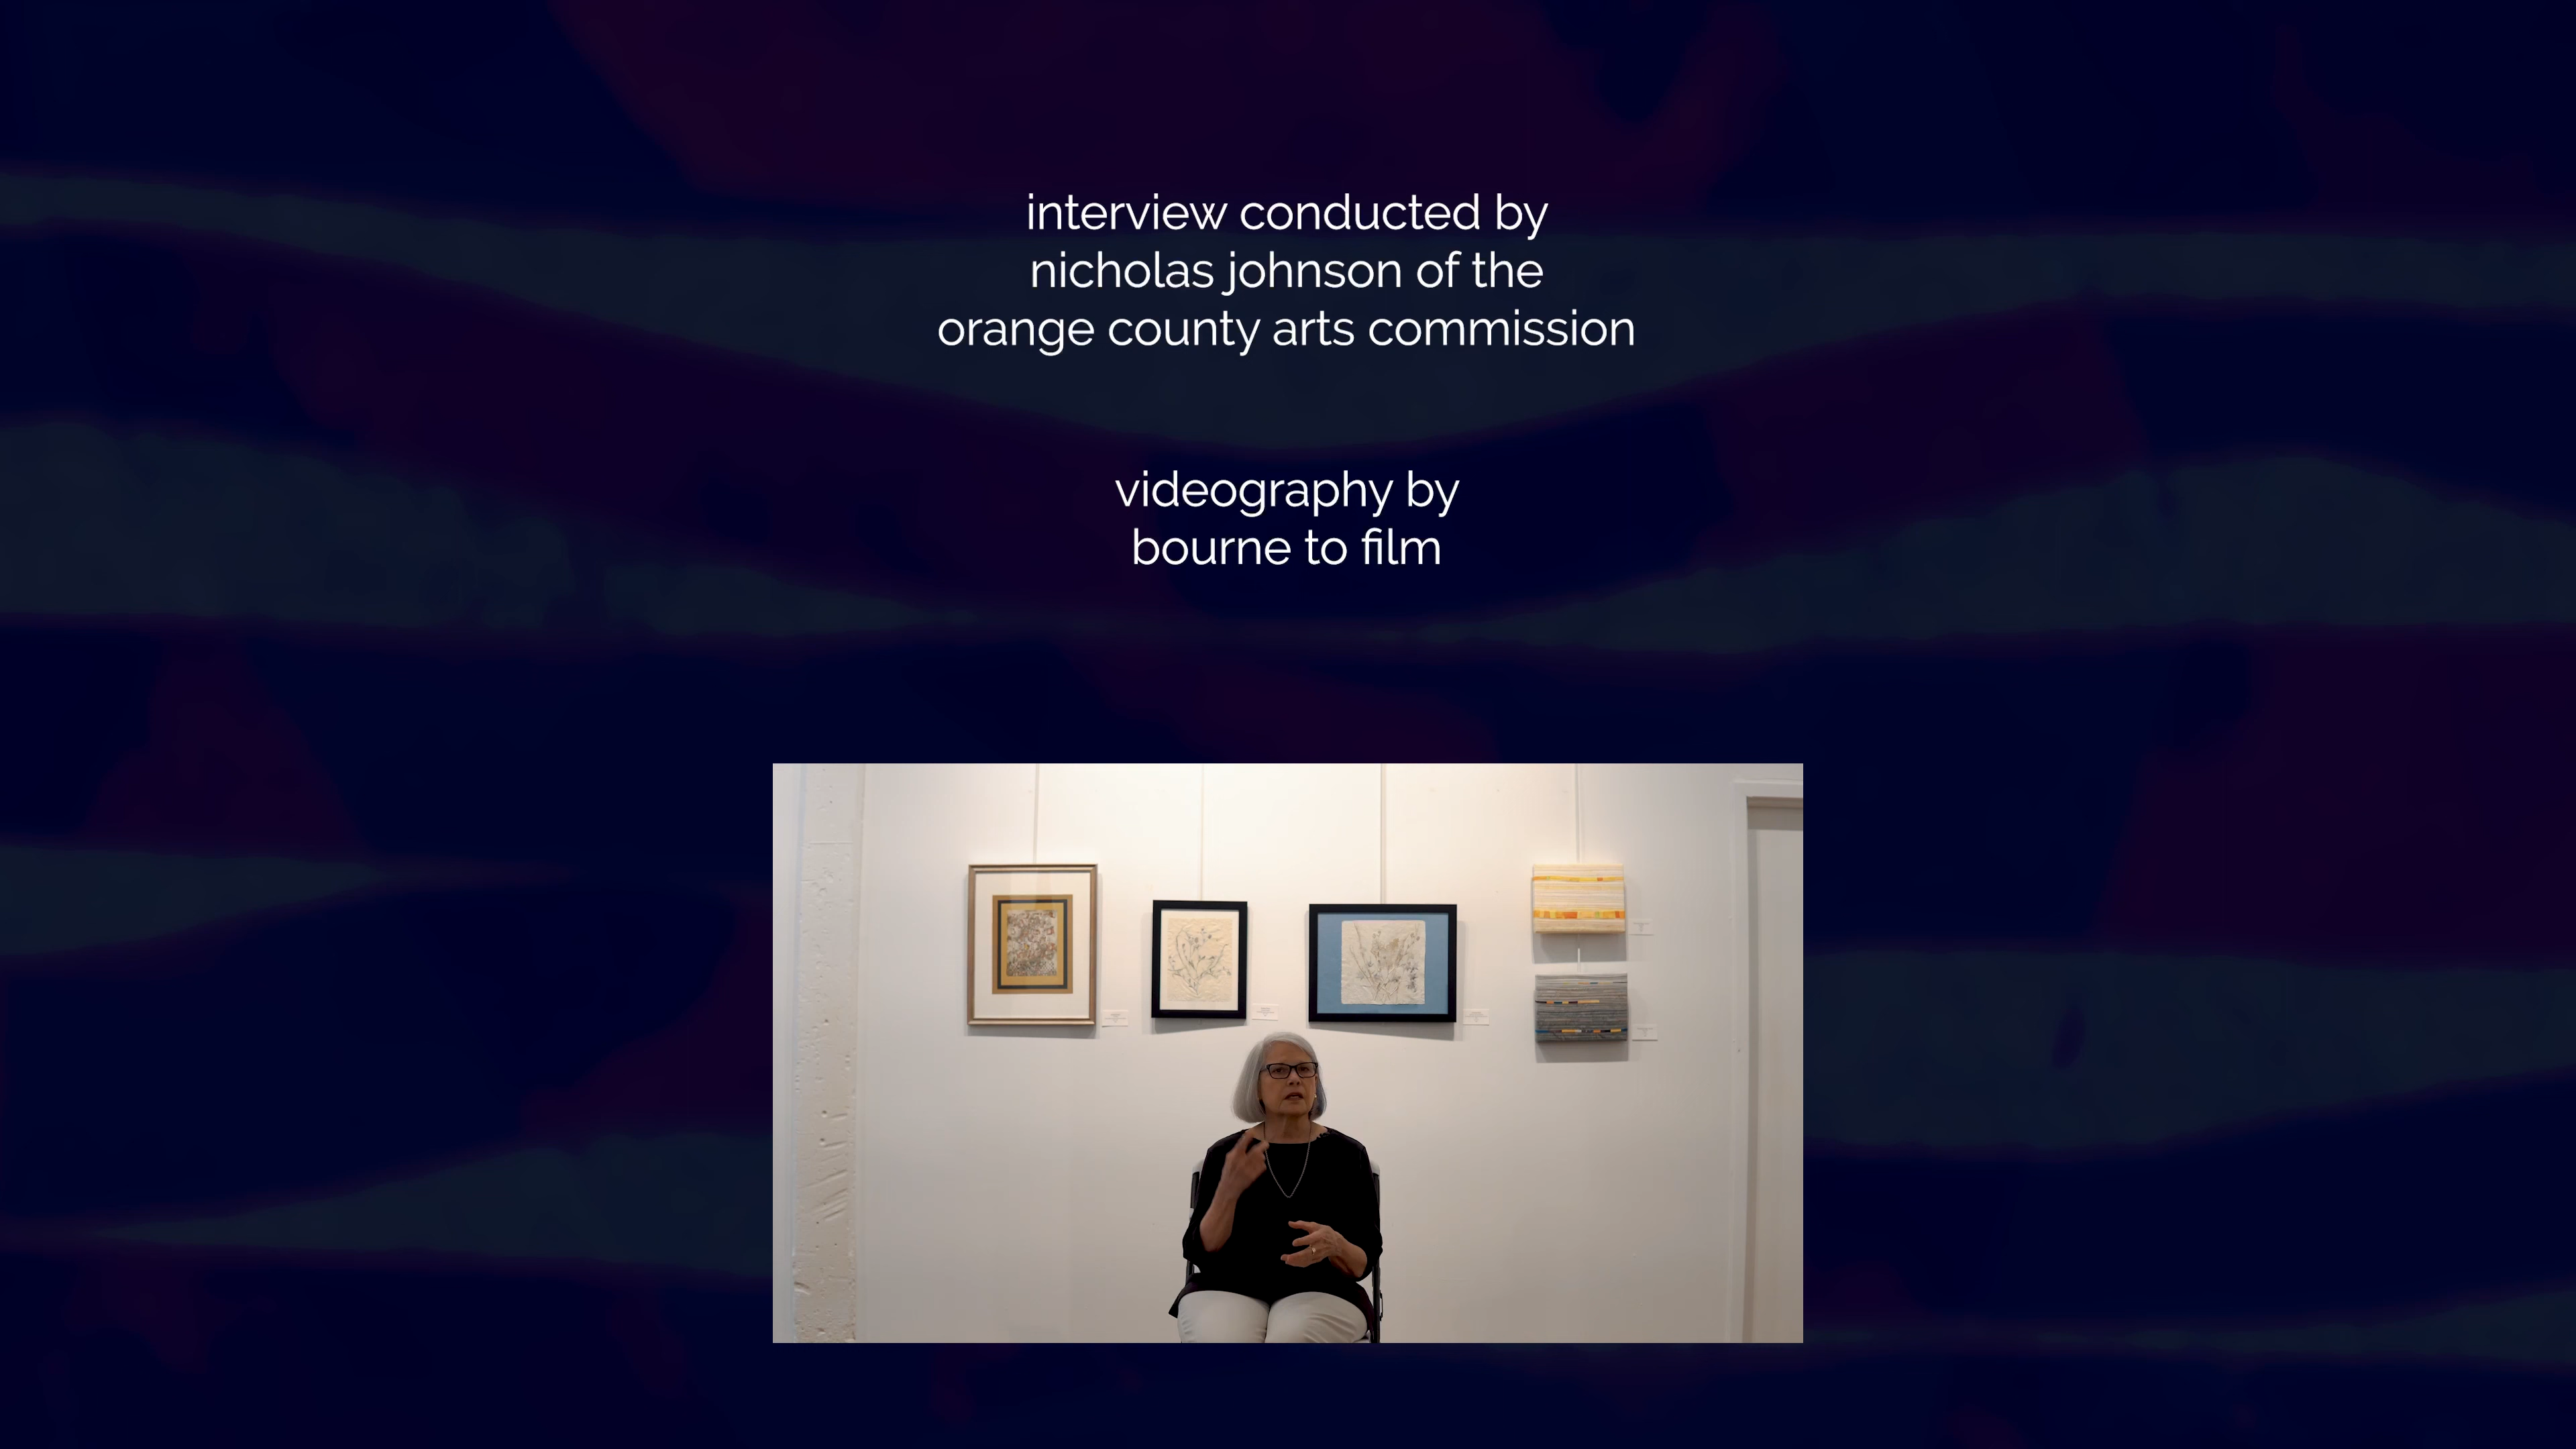 interview conducted by
nicholas johnson of the
orange county arts commission
videography by
bourne to film